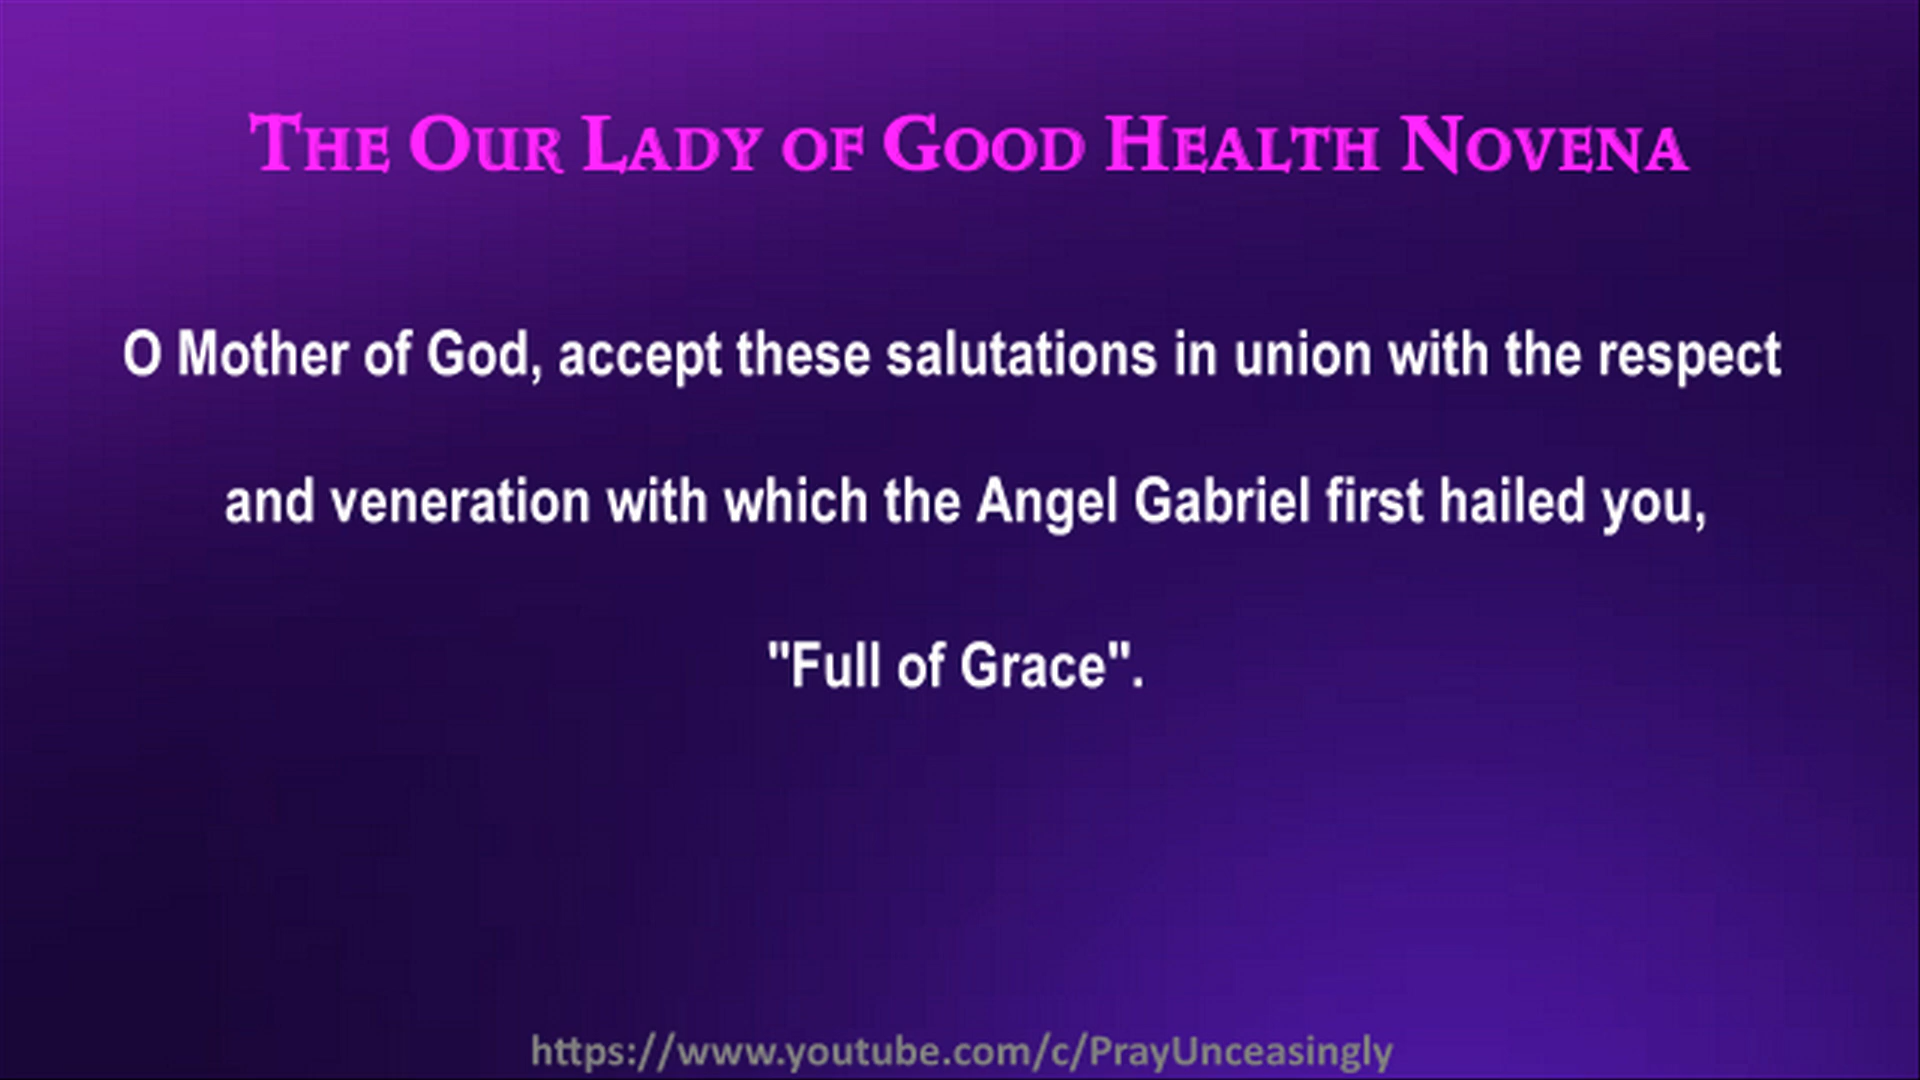 The Our Lady of Good Health Novena
O Mother of God, accept these salutations in union with the respect
and veneration with which the Angel Gabriel first hailed you,
"Full of Grace".
https://www.youtube.com/c/PrayUnceasingly